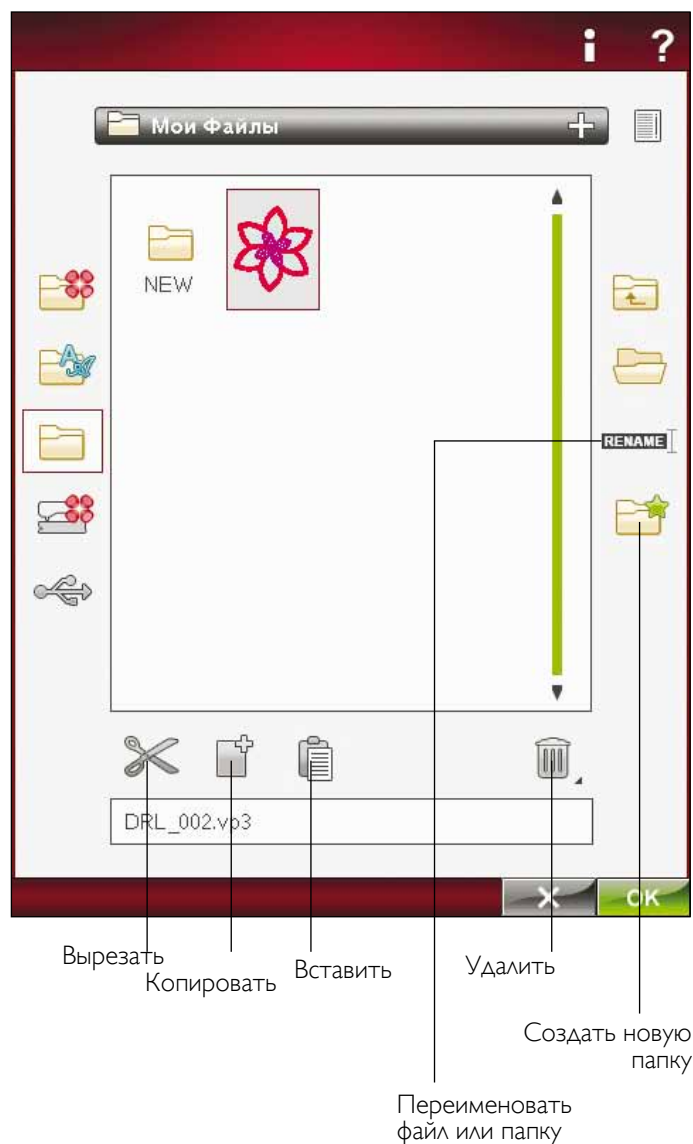 i ?
Мои Файлы
NEW
RENAME
DRL_002.vp3
OK
Вырезать
Копировать
Вставить
Удалить
Создать новую
папку
Переименовать
файл или папку